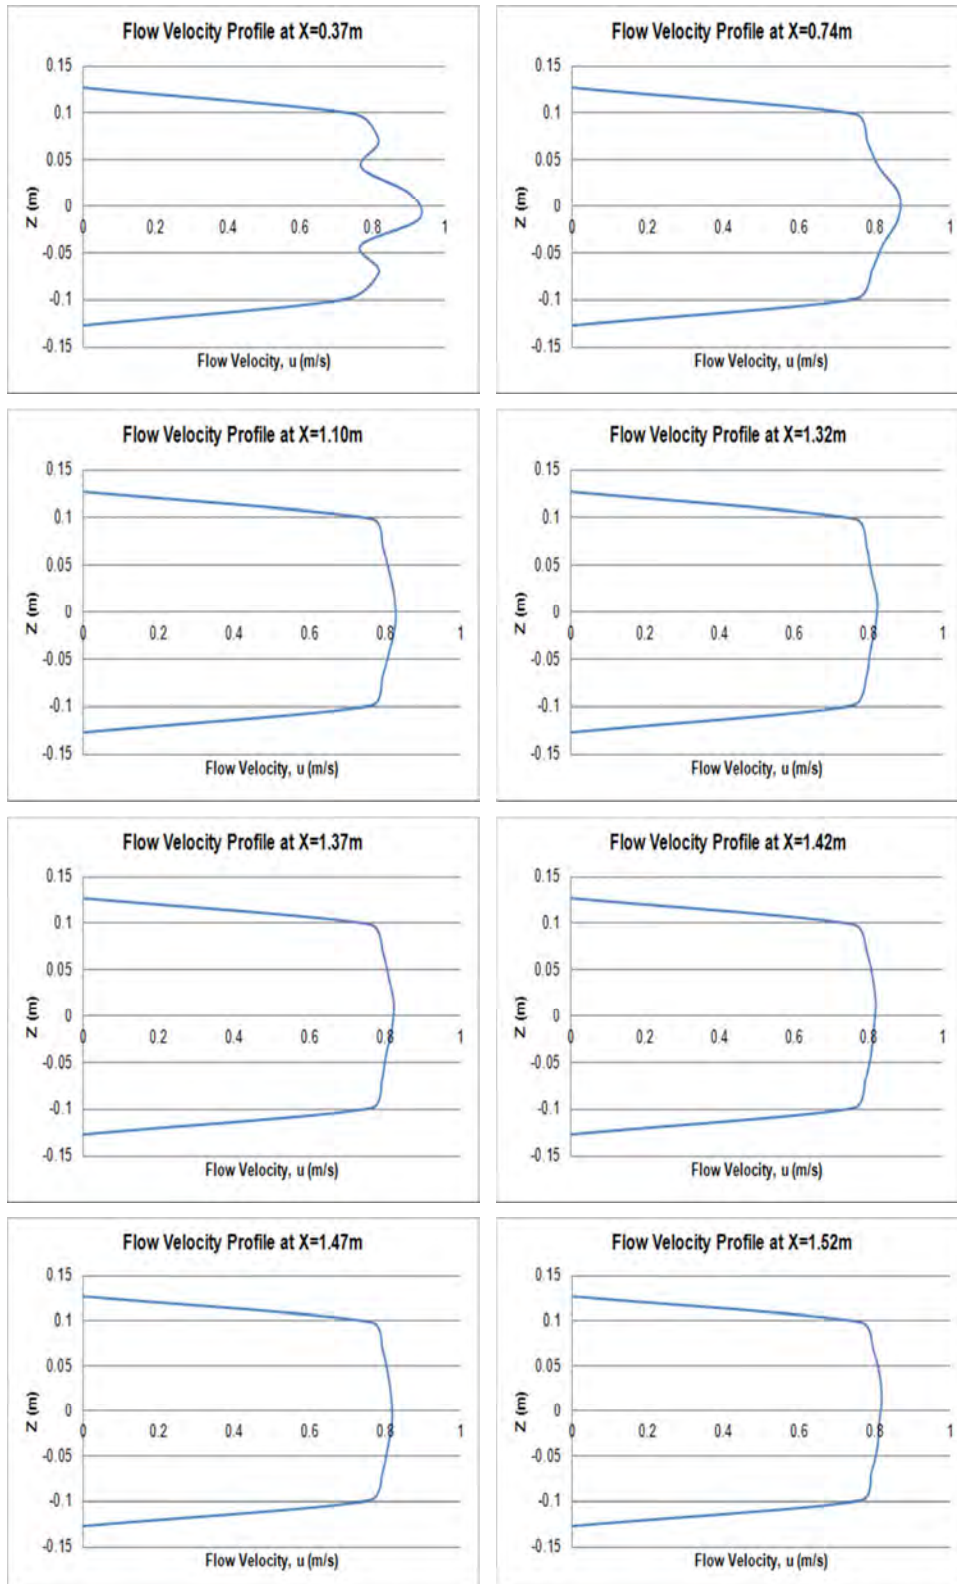 Flow Velocity Profile at X=0.37m
0.15
0.1
0.05
0
-0.05
-0.1
-0.15
0 0.2 0.4 0.6 0.8 1
Z (m)
Flow Velocity, u (m/s)
Flow Velocity Profile at X=0.74m
0.15
0.1
0.05
0
-0.05
-0.1
-0.15
0 0.2 0.4 0.6 0.8 1
Z (m)
Flow Velocity, u (m/s)
Flow Velocity Profile at X=1.10m
0.15
0.1
0.05
0
-0.05
-0.1
-0.15
0 0.2 0.4 0.6 0.8 1
Z (m)
Flow Velocity, u (m/s)
Flow Velocity Profile at X=1.32m
0.15
0.1
0.05
0
-0.05
-0.1
-0.15
0 0.2 0.4 0.6 0.8 1
Z (m)
Flow Velocity, u (m/s)
Flow Velocity Profile at X=1.37m
0.15
0.1
0.05
0
-0.05
-0.1
-0.15
0 0.2 0.4 0.6 0.8 1
Z (m)
Flow Velocity, u (m/s)
Flow Velocity Profile at X=1.42m
0.15
0.1
0.05
0
-0.05
-0.1
-0.15
0 0.2 0.4 0.6 0.8 1
Z (m)
Flow Velocity, u (m/s)
Flow Velocity Profile at X=1.47m
0.15
0.1
0.05
0
-0.05
-0.1
-0.15
0 0.2 0.4 0.6 0.8 1
Z (m)
Flow Velocity, u (m/s)
Flow Velocity Profile at X=1.52m
0.15
0.1
0.05
0
-0.05
-0.1
-0.15
0 0.2 0.4 0.6 0.8 1
Z (m)
Flow Velocity, u (m/s)